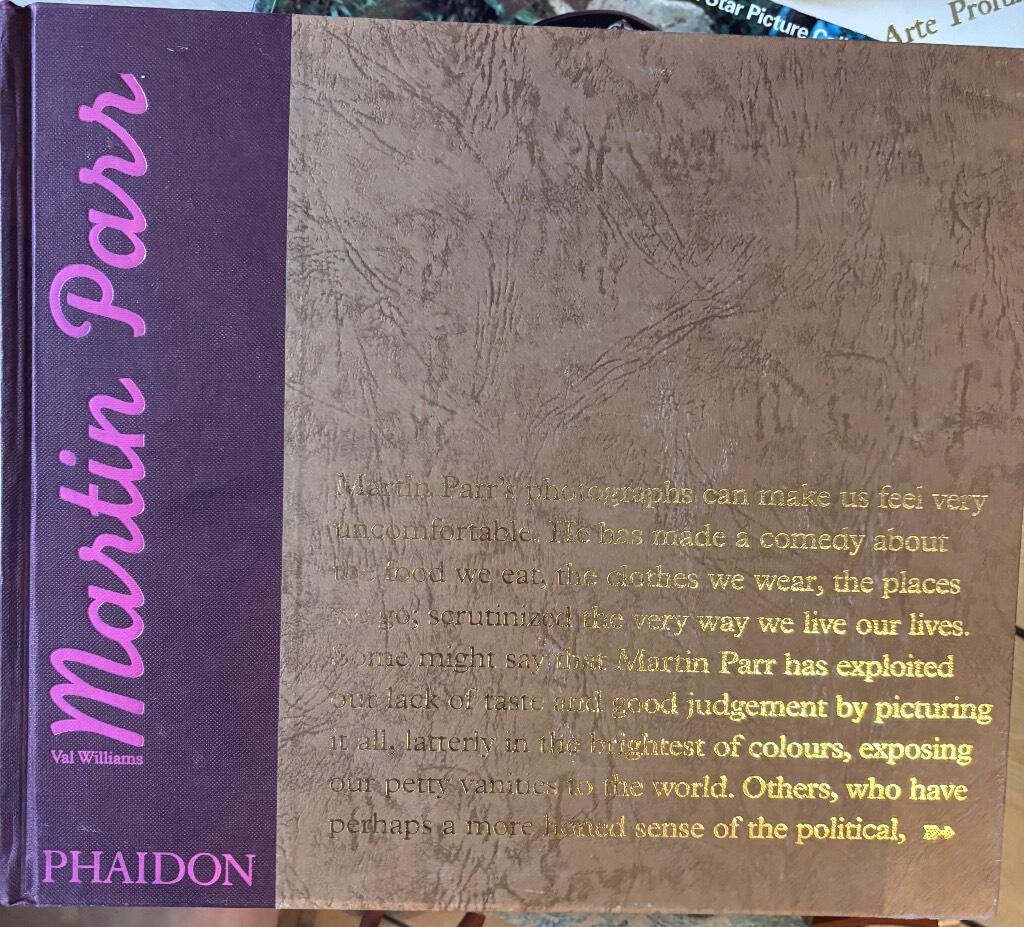 Star Picture
Arte
Martin Parr
Val Williams
PHAIDON
Martin Parr's photographs can make us feel very
uncomfortable. He has made a comedy about
the food we eat, the clothes we wear, the places
we go; scrutinized the very way we live our lives.
Some might say that Martin Parr has exploited
our lack of taste and good judgement by picturing
it all, latterly in the brightest of colours, exposing
our petty vanities to the world. Others, who have
perhaps a more honed sense of the political,